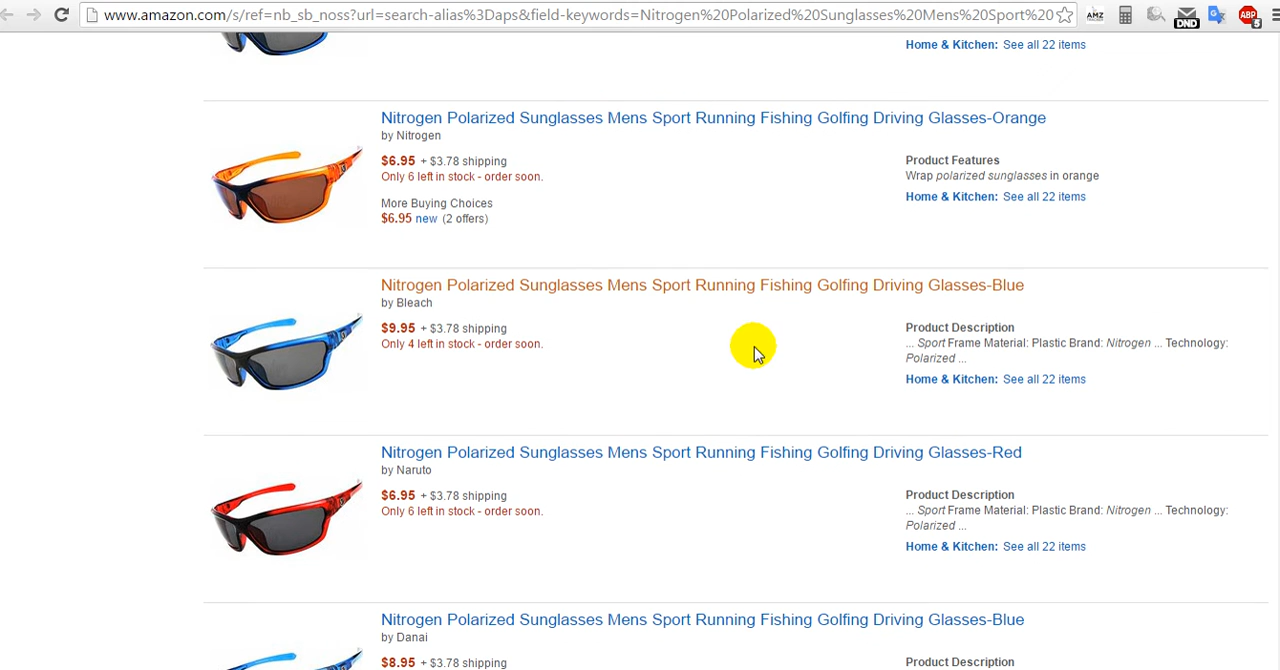 www.amazon.com/s/ref=nb_sb_noss?url=search-alias%3Daps&field-keywords=Nitrogen%20Polarized%20Sunglasses%20Mens%20Sport%20
AMZ
DND
ABP
5
Home & Kitchen: See all 22 items
Nitrogen Polarized Sunglasses Mens Sport Running Fishing Golfing Driving Glasses-Orange
by Nitrogen
$6.95 + $3.78 shipping
Only 6 left in stock - order soon.
More Buying Choices
$6.95 new (2 offers)
Product Features
Wrap polarized sunglasses in orange
Home & Kitchen: See all 22 items
Nitrogen Polarized Sunglasses Mens Sport Running Fishing Golfing Driving Glasses-Blue
by Bleach
$9.95 + $3.78 shipping
Only 4 left in stock - order soon.
Product Description
... Sport Frame Material: Plastic Brand: Nitrogen ... Technology:
Polarized ...
Home & Kitchen: See all 22 items
Nitrogen Polarized Sunglasses Mens Sport Running Fishing Golfing Driving Glasses-Red
by Naruto
$6.95 + $3.78 shipping
Only 6 left in stock - order soon.
Product Description
... Sport Frame Material: Plastic Brand: Nitrogen ... Technology:
Polarized ...
Home & Kitchen: See all 22 items
Nitrogen Polarized Sunglasses Mens Sport Running Fishing Golfing Driving Glasses-Blue
by Danai
$8.95 + $3.78 shipping
Product Description